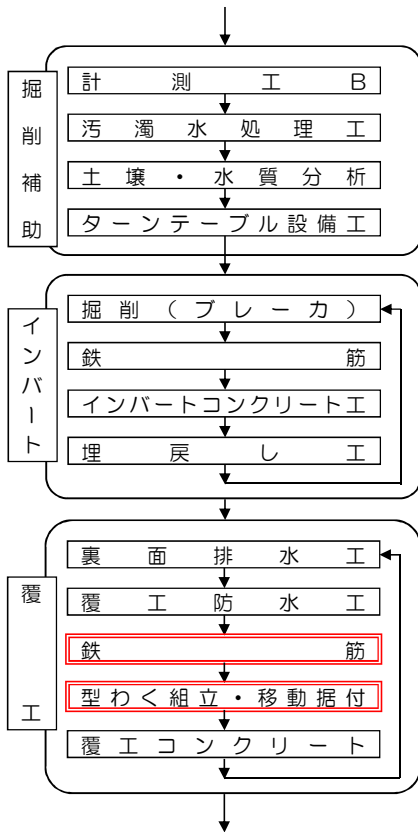 掘削補助
計測工B
汚濁水処理工
土壌・水質分析
ターンテーブル設備工
インバート
掘削（ブレーカ）
鉄筋
インバートコンクリート工
埋戻し工
覆工
裏面排水工
覆工防水工
鉄筋
型わく組立・移動据付
覆工コンクリート